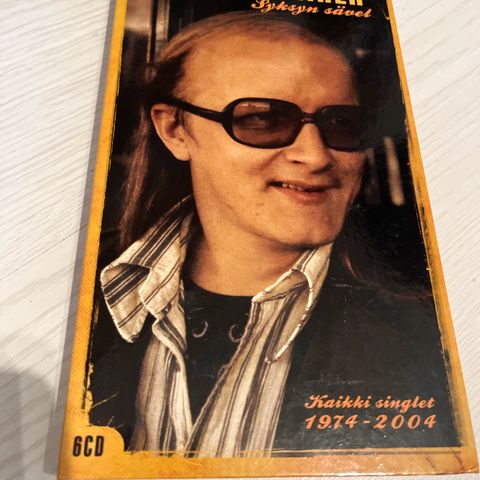 Syksyn sävel
Kaikki singlet
1974-2004
6CD